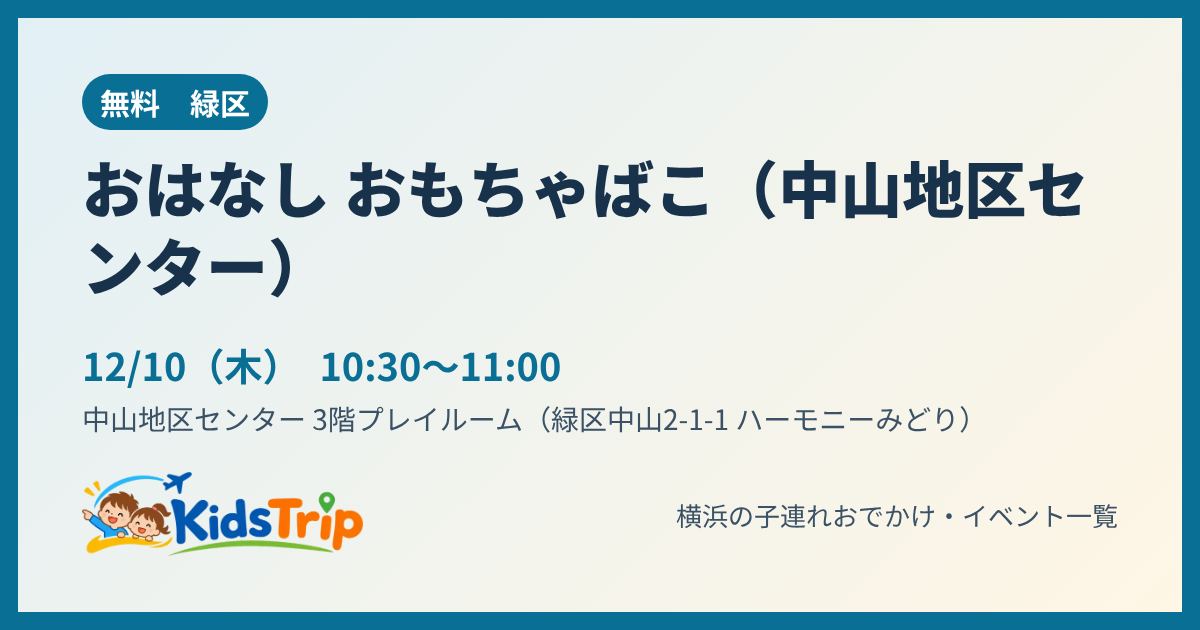 無料　緑区
おはなし おもちゃばこ（中山地区セ
ンター）
12/10（木）　10:30〜11:00
中山地区センター 3階プレイルーム（緑区中山2-1-1 ハーモニーみどり）
KidsTrip
横浜の子連れおでかけ・イベント一覧